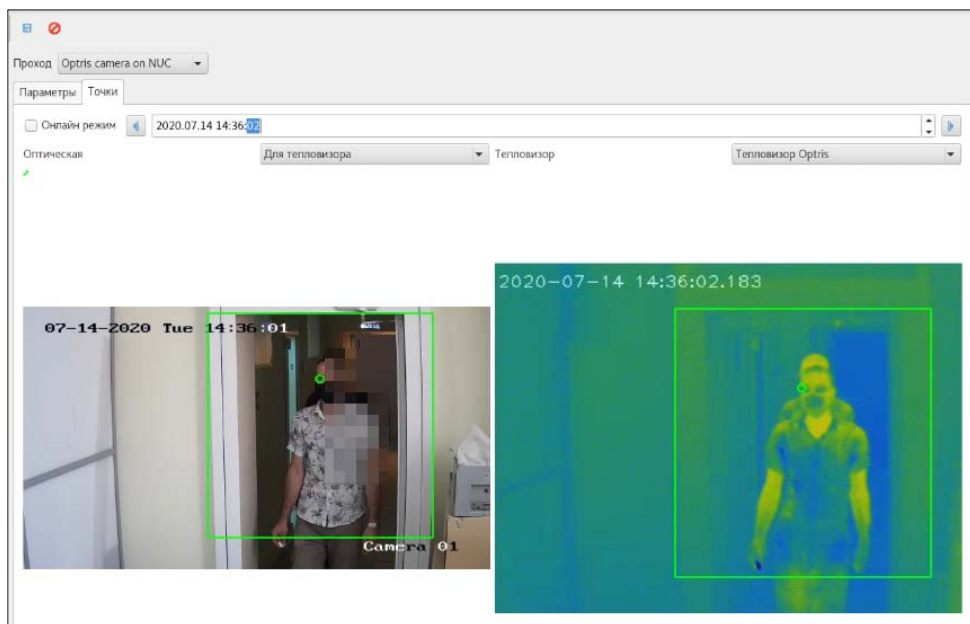 Проход Optris camera on NUC
Параметры Точки
Онлайн режим 2020.07.14 14:36:02
Оптическая Для тепловизора Тепловизор Тепловизор Optris
2020-07-14 14:36:02.183
07-14-2020 Tue 14:36:01
Camera 01